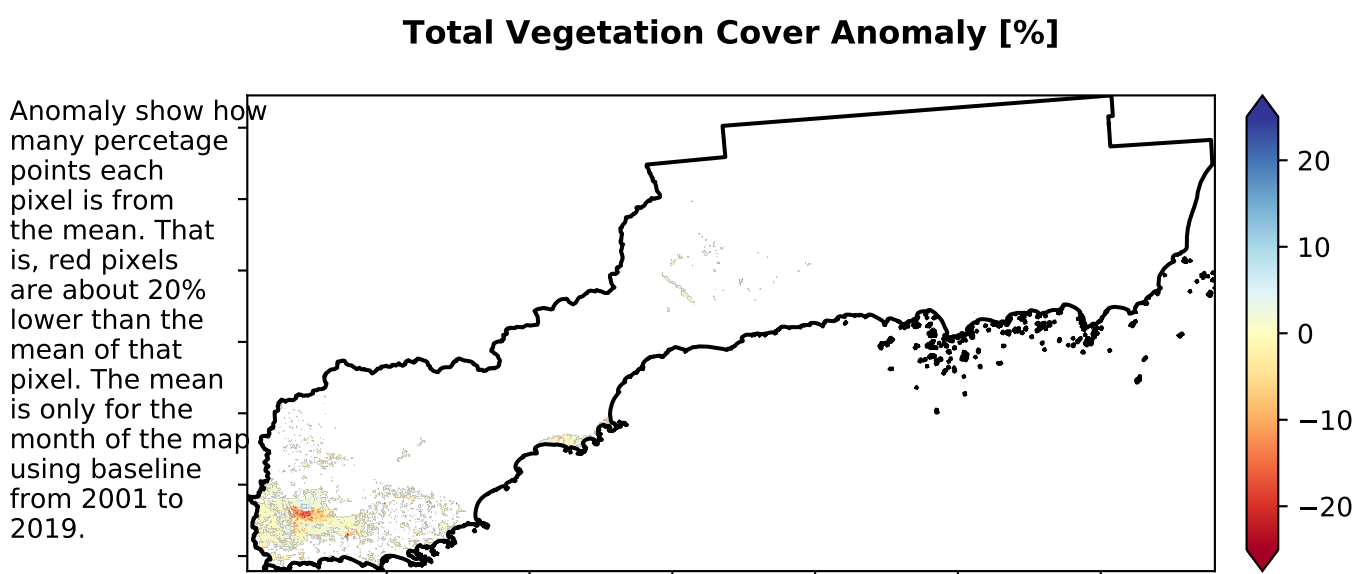 Total Vegetation Cover Anomaly [%]
Anomaly show how
many percetage
points each
pixel is from
the mean. That
is, red pixels
are about 20%
lower than the
mean of that
pixel. The mean
is only for the
month of the map
using baseline
from 2001 to
2019.
20
10
0
−10
−20